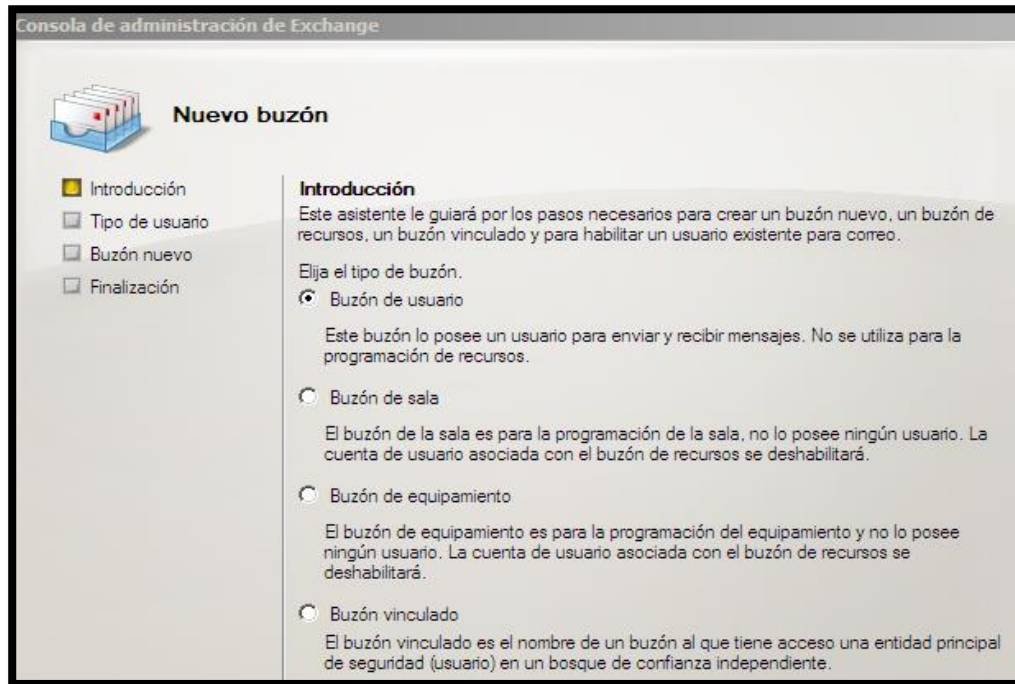 Consola de administración de Exchange
Nuevo buzón
Introducción
Tipo de usuario
Buzón nuevo
Finalización
Introducción
Este asistente le guiará por los pasos necesarios para crear un buzón nuevo, un buzón de
recursos, un buzón vinculado y para habilitar un usuario existente para correo.
Elija el tipo de buzón.
Buzón de usuario
Este buzón lo posee un usuario para enviar y recibir mensajes. No se utiliza para la
programación de recursos.
Buzón de sala
El buzón de la sala es para la programación de la sala, no lo posee ningún usuario. La
cuenta de usuario asociada con el buzón de recursos se deshabilitará.
Buzón de equipamiento
El buzón de equipamiento es para la programación del equipamiento y no lo posee
ningún usuario. La cuenta de usuario asociada con el buzón de recursos se
deshabilitará.
Buzón vinculado
El buzón vinculado es el nombre de un buzón al que tiene acceso una entidad principal
de seguridad (usuario) en un bosque de confianza independiente.